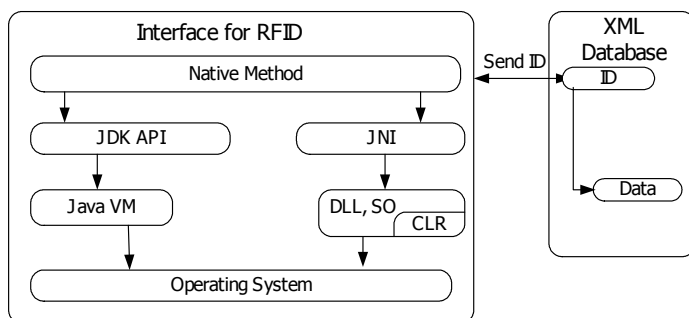 Interface for RFID
Native Method
JDK API
JNI
Java VM
DLL, SO
CLR
Operating System
Send ID
XML
Database
ID
Data